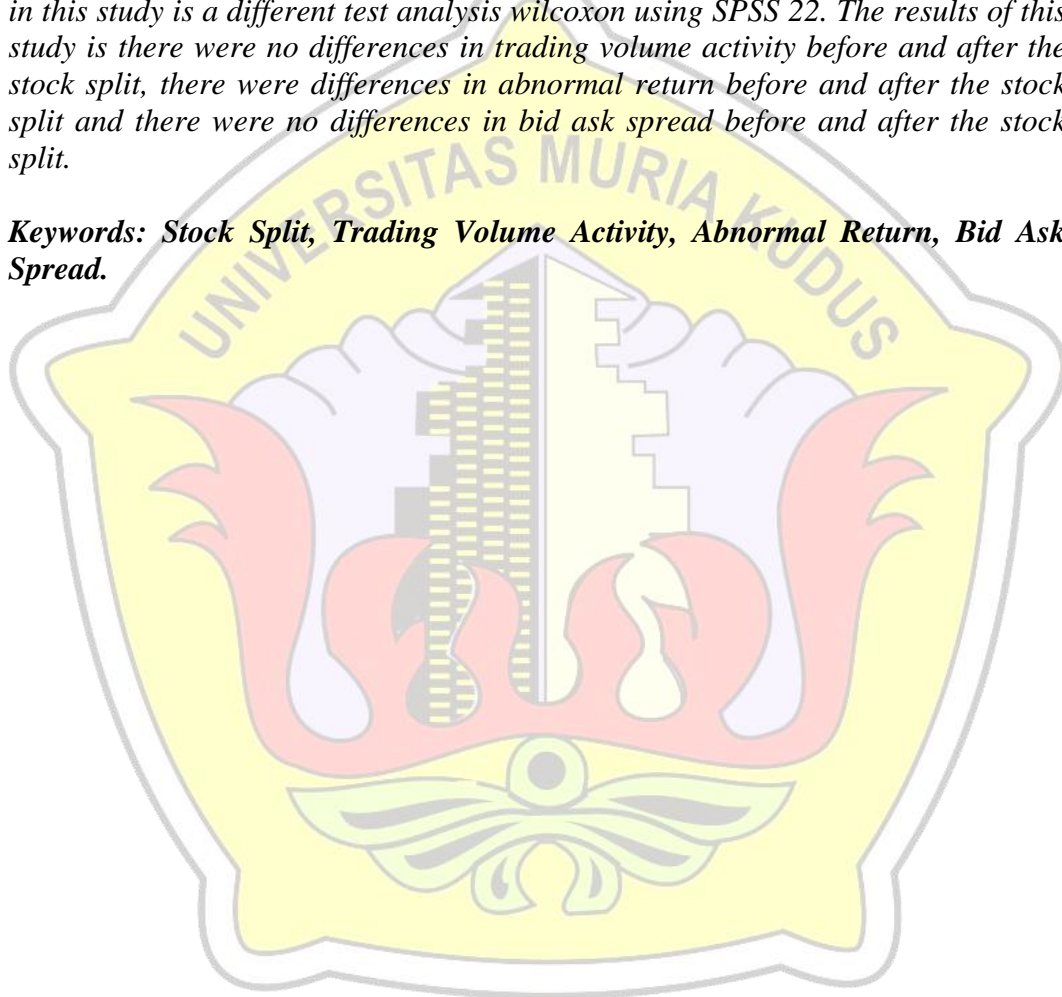 in this study is a different test analysis wilcoxon using SPSS 22. The results of this
study is there were no differences in trading volume activity before and after the
stock split, there were differences in abnormal return before and after the stock
split and there were no differences in bid ask spread before and after the stock
split.
UNIVERSITAS MURIA KUDUS
Keywords: Stock Split, Trading Volume Activity, Abnormal Return, Bid Ask
Spread.